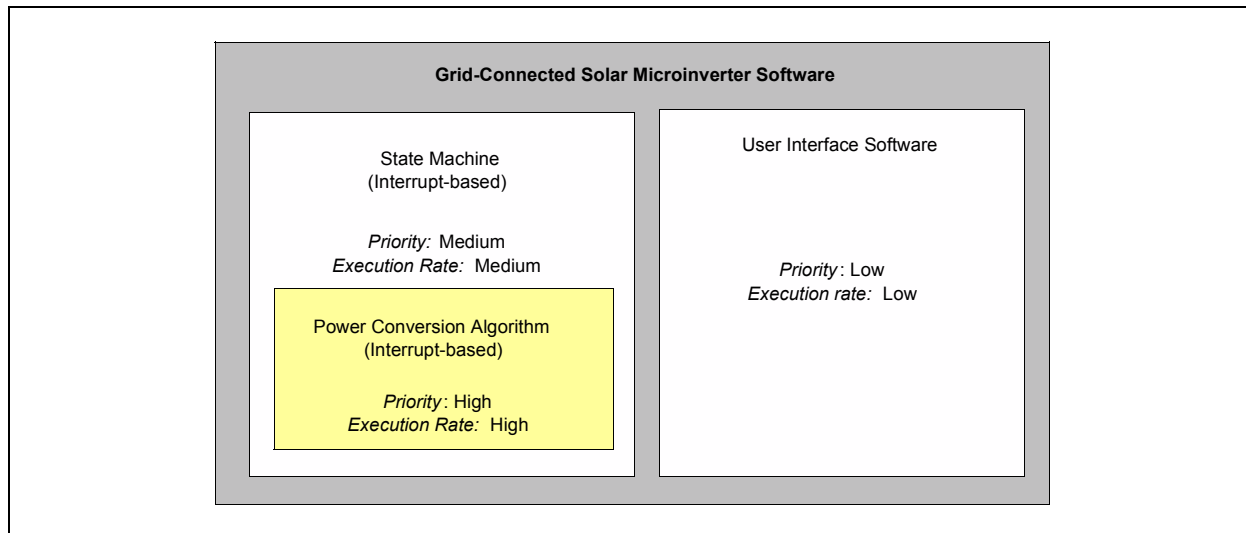 Grid-Connected Solar Microinverter Software
State Machine
(Interrupt-based)
Priority: Medium
Execution Rate: Medium
Power Conversion Algorithm
(Interrupt-based)
Priority: High
Execution Rate: High
User Interface Software
Priority: Low
Execution rate: Low